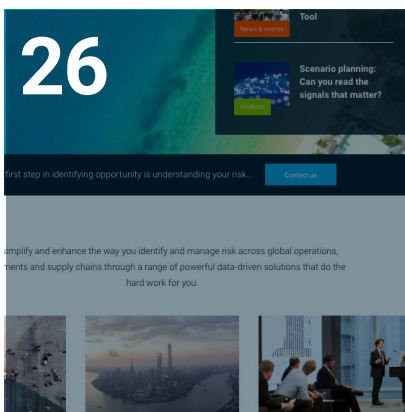 26
Tool
News & events
Scenario planning:
Can you read the
signals that matter?
Analysis
first step in identifying opportunity is understanding your risk...
Contact us
simplify and enhance the way you identify and manage risk across global operations,
and supply chains through a range of powerful data-driven solutions that do the
hard work for you.